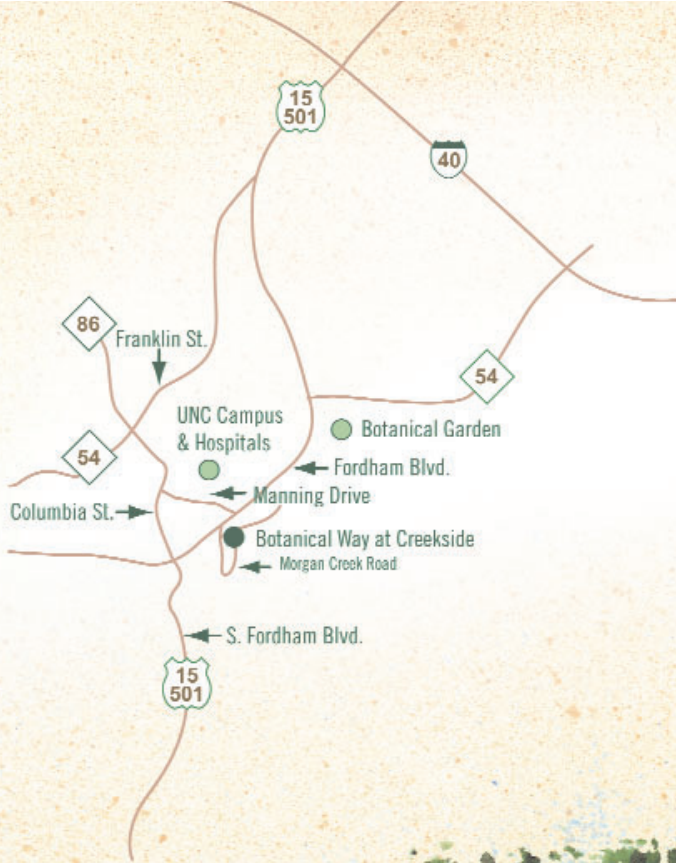 15
501
40
86
Franklin St.
54
UNC Campus
& Hospitals
Botanical Garden
54
Fordham Blvd.
Manning Drive
Columbia St.
Botanical Way at Creekside
Morgan Creek Road
S. Fordham Blvd.
15
501